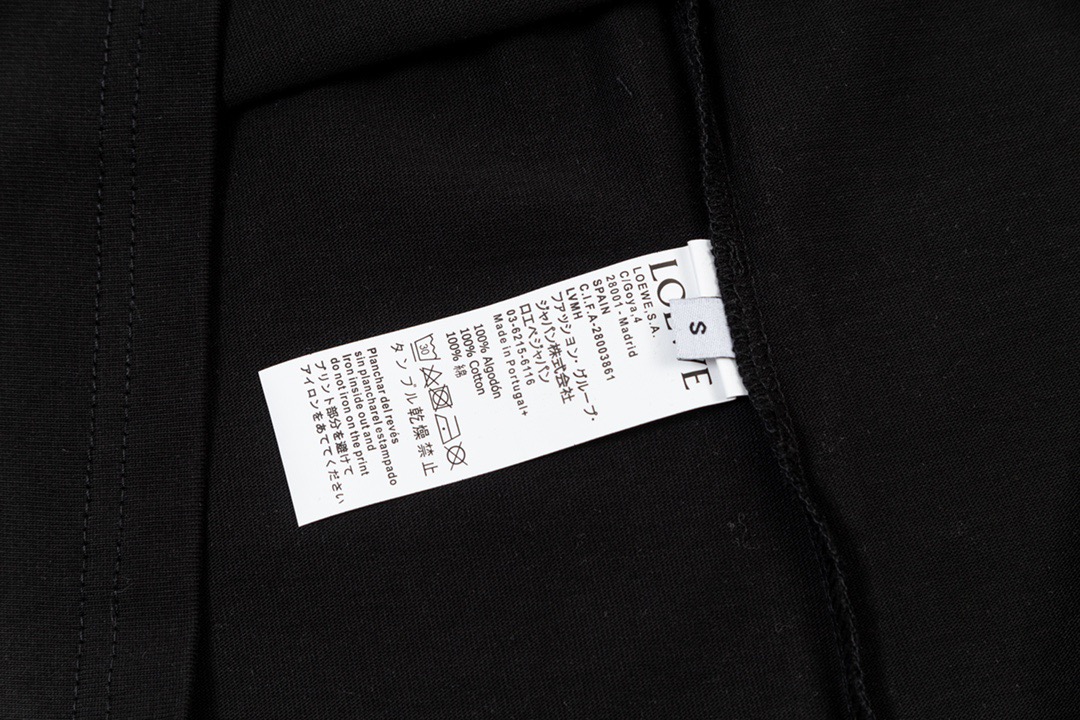 LOEWE
S
LOEWE.S.A.
C/Goya,4
28001-Madrid
SPAIN
C.I.F.A-28003861
LVMH
ファッション・グループ・
ジャパン株式会社
ロエベジャパン
03-6215-6116
Made in Portugal+
100% Algodón
100% Cotton
100% 綿
30
タンブル乾燥禁止
Planchar del revés
sin plancharel estampado
Iron inside out and
do not iron on the print
プリント部分を避けて
アイロンをあててください